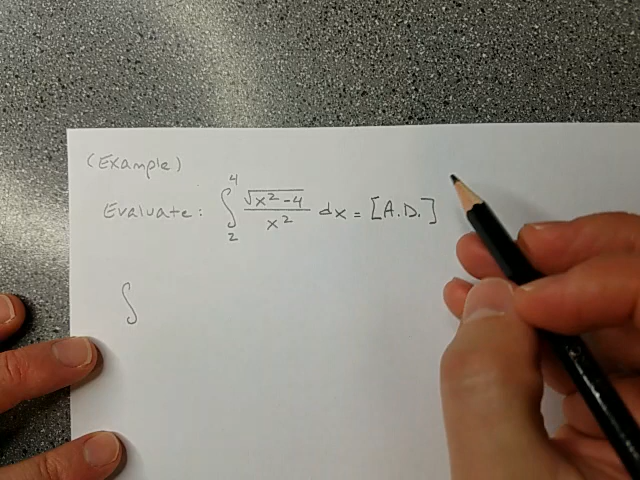 (Example)
Evaluate: ∫₂⁴ √(x²-4)/x² dx = [A.D.]
∫